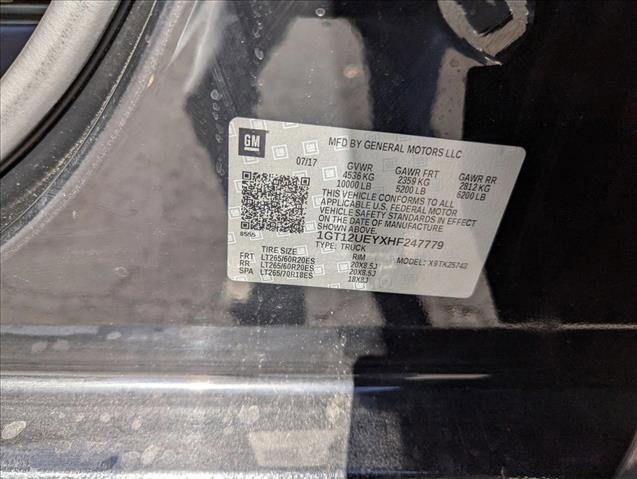 GM
MFD BY GENERAL MOTORS LLC
07/17
GVWR GAWR FRT GAWR RR
4536 KG 2359 KG 2812 KG
10000 LB 5200 LB 6200 LB
THIS VEHICLE CONFORMS TO ALL
APPLICABLE U.S. FEDERAL MOTOR
VEHICLE SAFETY STANDARDS IN EFFECT
ON THE DATE OF MANUFACTURE
SHOWN ABOVE.
1GT12UEYXHF247779
TYPE: TRUCK MODEL: X9TK25743
TIRE SIZE RIM
FRT LT265/60R20ES 20X8.5J
RR LT265/60R20ES 20X8.5J
SPA LT265/70R18ES 18X8J